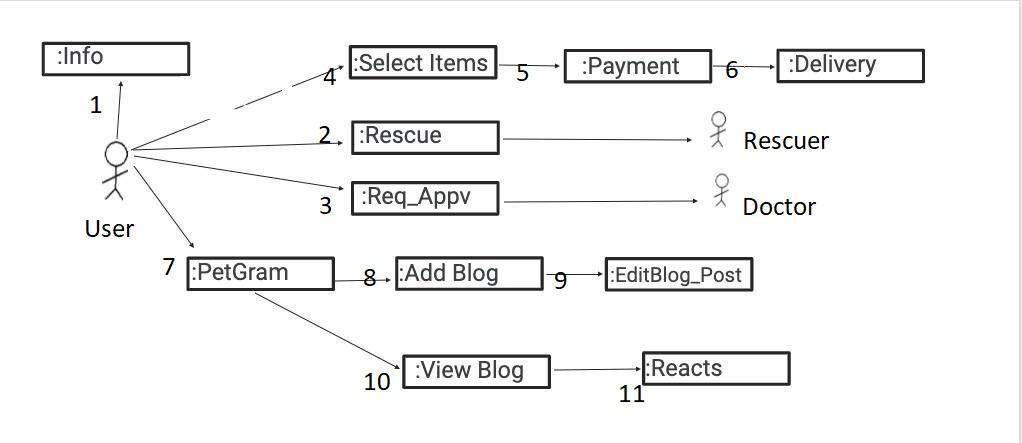 :Info
1
4
:Select Items
5
:Payment
6
:Delivery
2
:Rescue
Rescuer
3
:Req_Appv
Doctor
User
7
:PetGram
8
:Add Blog
9
:EditBlog_Post
10
:View Blog
11
:Reacts